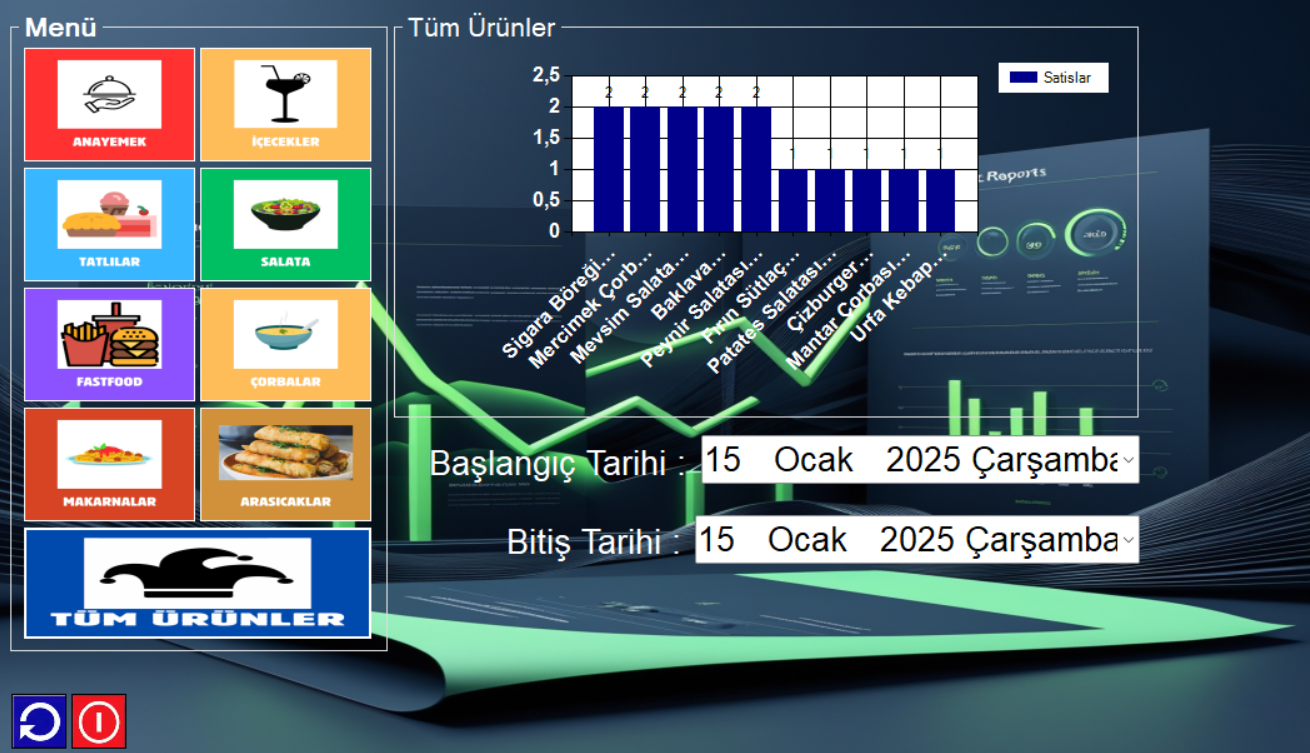 Menü
ANAYEMEK
İÇECEKLER
TATLILAR
SALATA
FASTFOOD
ÇORBALAR
MAKARNALAR
ARASICAKLAR
TÜM ÜRÜNLER
Tüm Ürünler
2,5
2
1,5
1
0,5
0
2 2 2 2 2 1 1 1 1 1
Sigara Böreği...
Mercimek Çorb...
Mevsim Salata...
Baklava...
Peynir Salatası...
Fırın Sütlaç...
Patates Salatası...
Çizburger...
Mantar Çorbası...
Urfa Kebap...
Satislar
Reports
Başlangıç Tarihi : 15 Ocak 2025 Çarşamba
Bitiş Tarihi : 15 Ocak 2025 Çarşamba